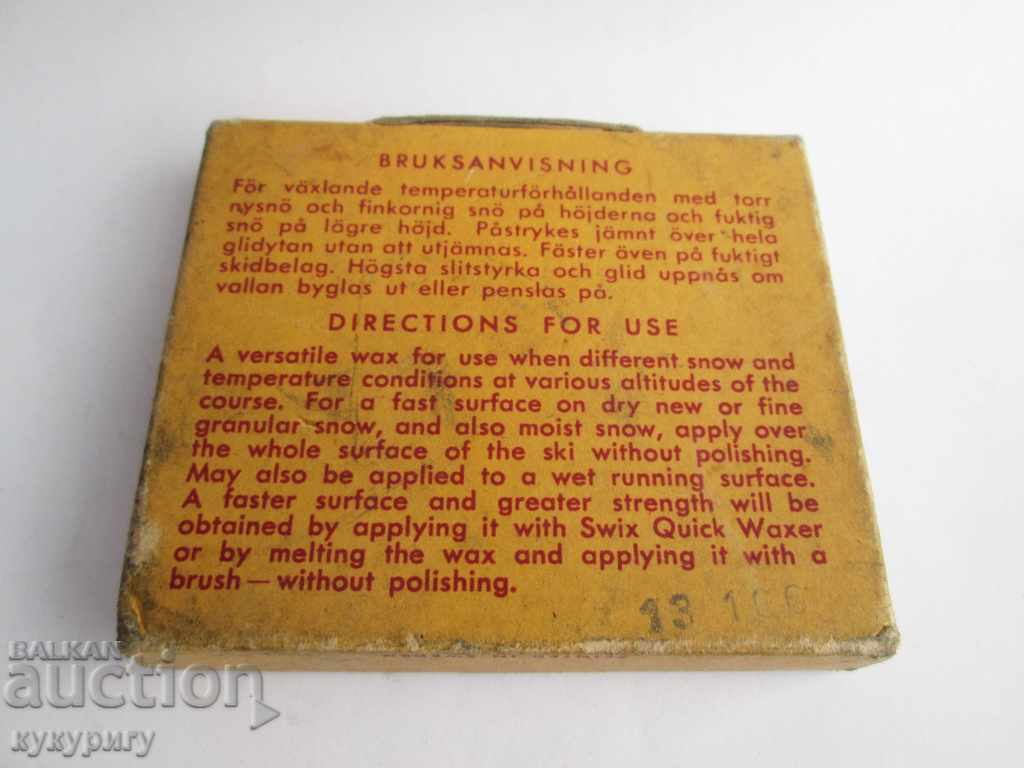 BRUKSANVISNING
För växlande temperaturförhållanden med torr
nysnö och finkornig snö på höjderna och fuktig
snö på lägre höjd. Påstrykes jämnt över hela
glidytan utan att utjämnas. Fäster även på fuktigt
skidbelag. Högsta slitstyrka och glid uppnås om
vallan byglas ut eller penslas på.
DIRECTIONS FOR USE
A versatile wax for use when different snow and
temperature conditions at various altitudes of the
course. For a fast surface on dry new or fine
granular snow, and also moist snow, apply over
the whole surface of the ski without polishing.
May also be applied to a wet running surface.
A faster surface and greater strength will be
obtained by applying it with Swix Quick Waxer
or by melting the wax and applying it with a
brush — without polishing.
13
BALKAN
auction
кукуригу